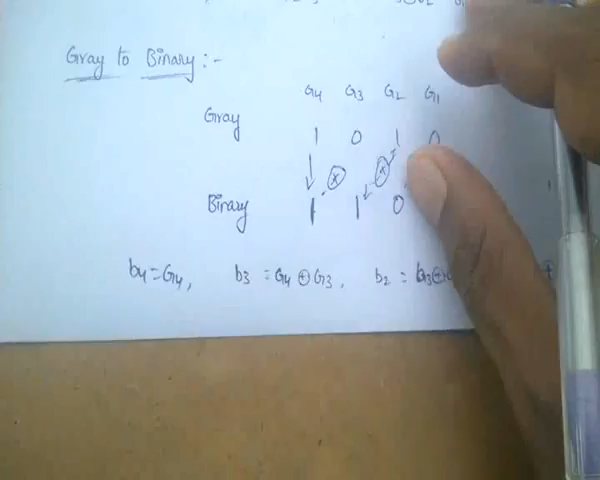 Gray to Binary :-
G4 G3 G2 G1
Gray 1 0 1 0
Binary 1 1 0
b4 = G4, b3 = G4 ⊕ G3, b2 = b3 ⊕